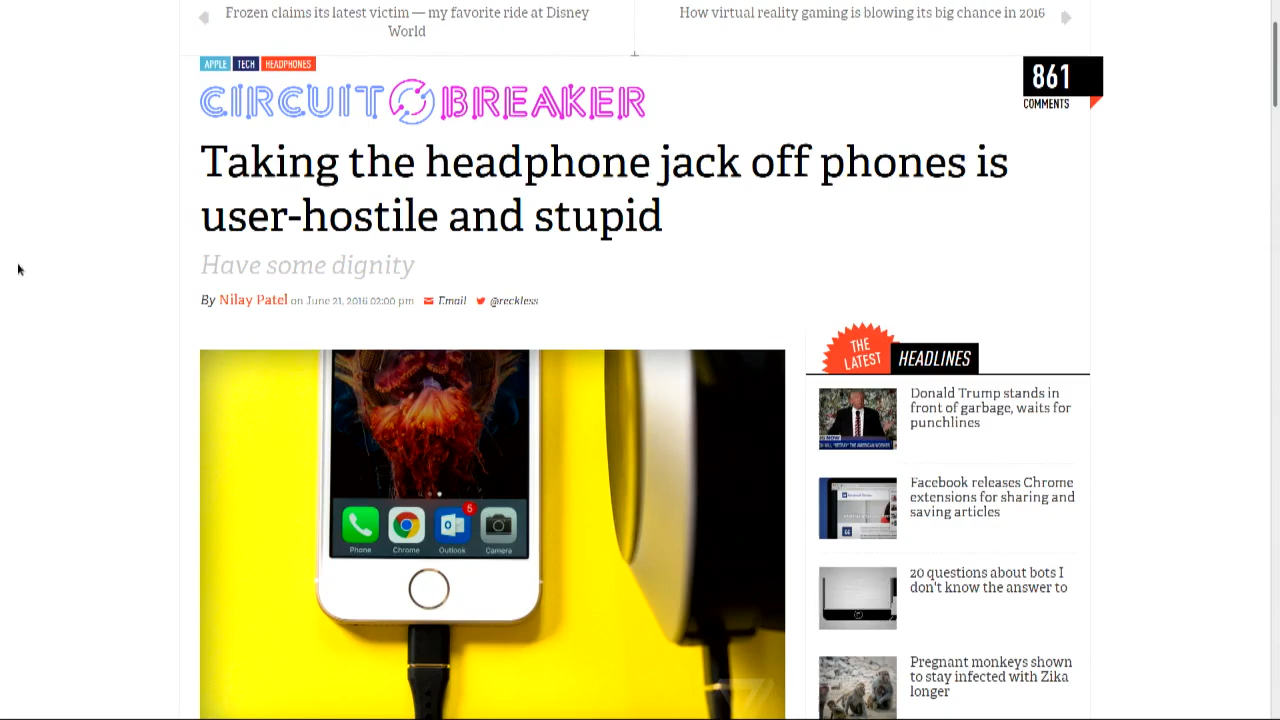 Frozen claims its latest victim — my favorite ride at Disney
World
How virtual reality gaming is blowing its big chance in 2016
APPLE TECH HEADPHONES
CIRCUIT BREAKER
861
COMMENTS
Taking the headphone jack off phones is
user-hostile and stupid
Have some dignity
By Nilay Patel on June 21, 2016 02:00 pm Email @reckless
5
Phone Chrome Outlook Camera
THE
LATEST
HEADLINES
Donald Trump stands in
front of garbage, waits for
punchlines
Facebook releases Chrome
extensions for sharing and
saving articles
20 questions about bots I
don't know the answer to
Pregnant monkeys shown
to stay infected with Zika
longer